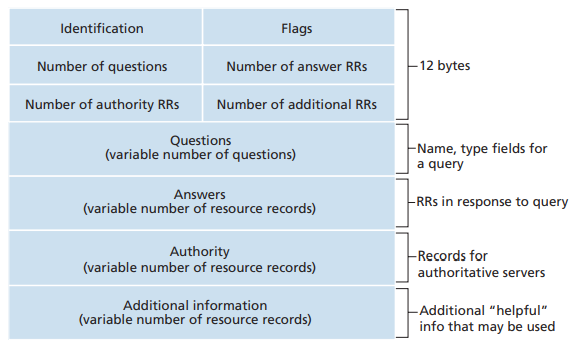 Identification
Flags
Number of questions
Number of answer RRs
12 bytes
Number of authority RRs
Number of additional RRs
Questions
(variable number of questions)
Name, type fields for
a query
Answers
(variable number of resource records)
RRs in response to query
Authority
(variable number of resource records)
Records for
authoritative servers
Additional information
(variable number of resource records)
Additional “helpful”
info that may be used